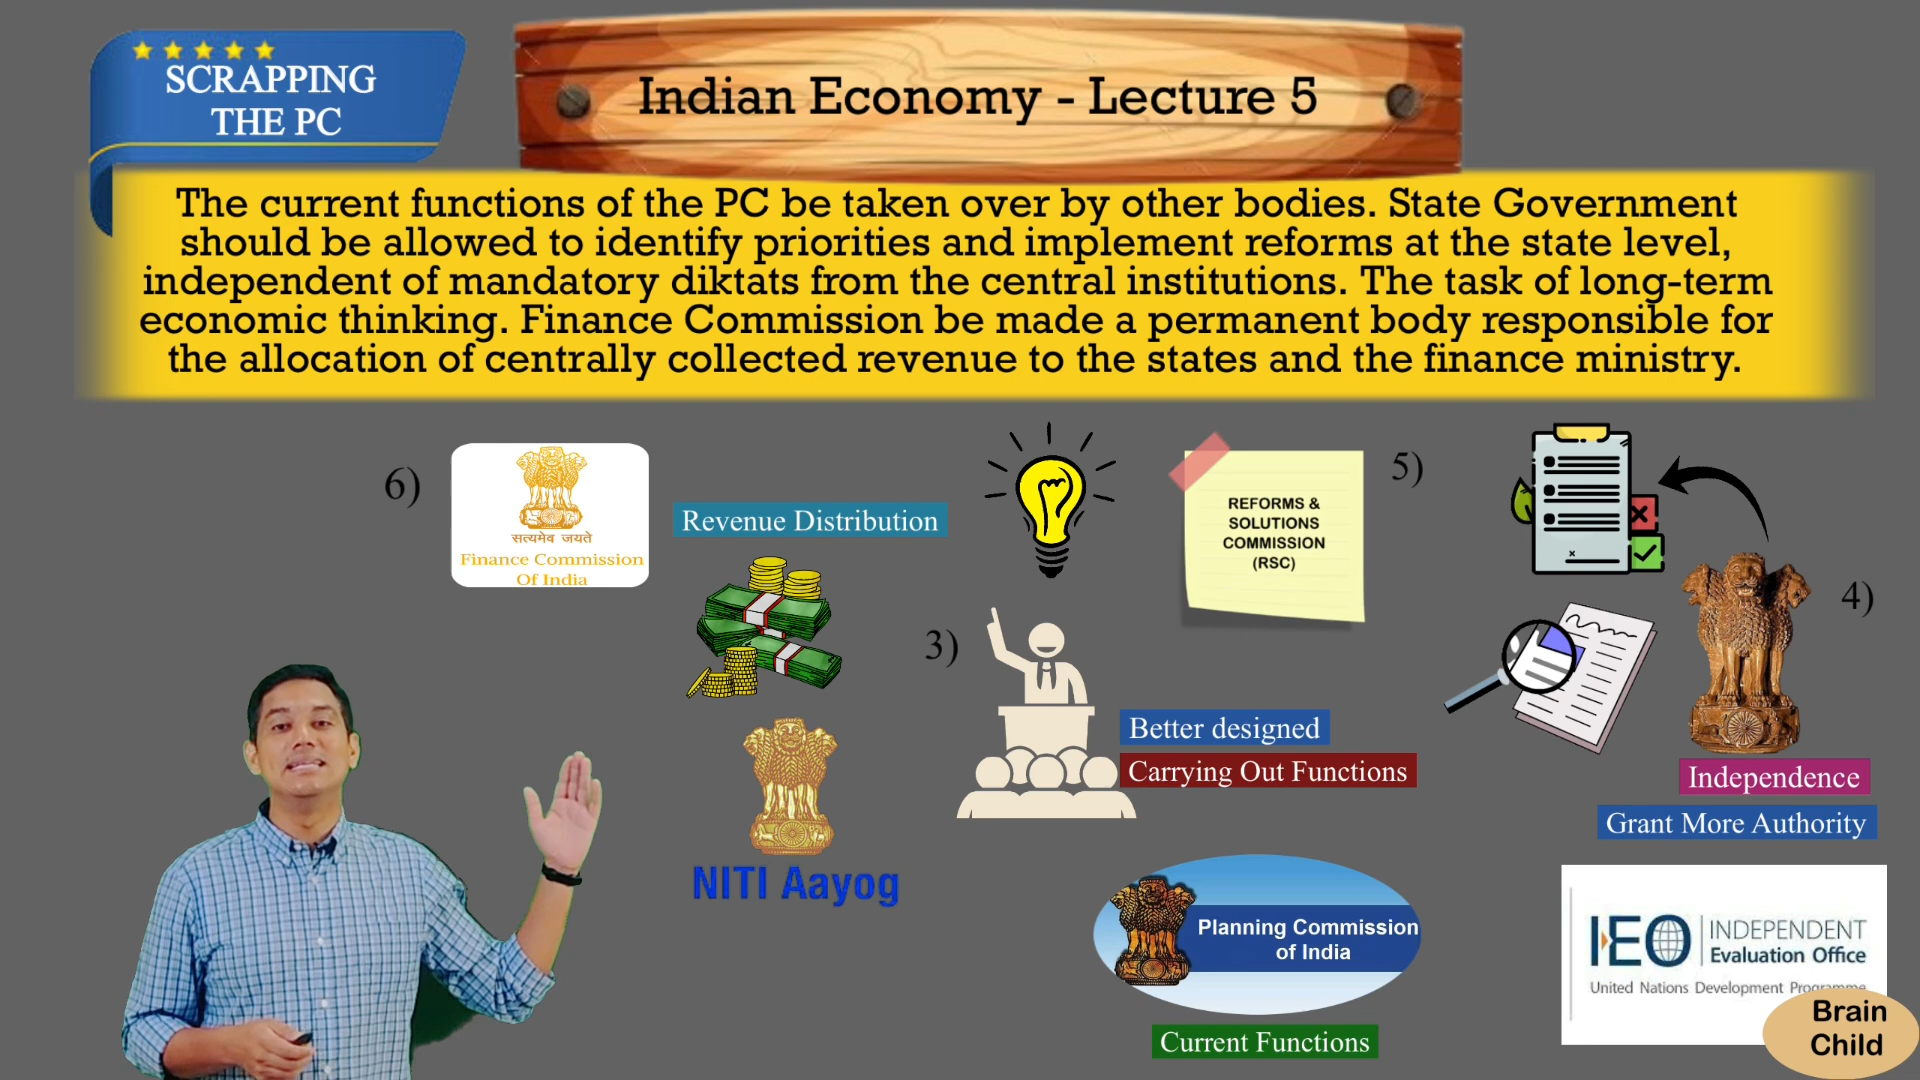 SCRAPPING
THE PC
Indian Economy - Lecture 5
The current functions of the PC be taken over by other bodies. State Government
should be allowed to identify priorities and implement reforms at the state level,
independent of mandatory diktats from the central institutions. The task of long-term
economic thinking. Finance Commission be made a permanent body responsible for
the allocation of centrally collected revenue to the states and the finance ministry.
6)
सत्यमेव जयते
Finance Commission
Of India
Revenue Distribution
REFORMS &
SOLUTIONS
COMMISSION
(RSC)
5)
4)
3)
Better designed
Carrying Out Functions
Independence
Grant More Authority
NITI Aayog
Planning Commission
of India
Current Functions
IEO
INDEPENDENT
Evaluation Office
United Nations Development Programme
Brain
Child